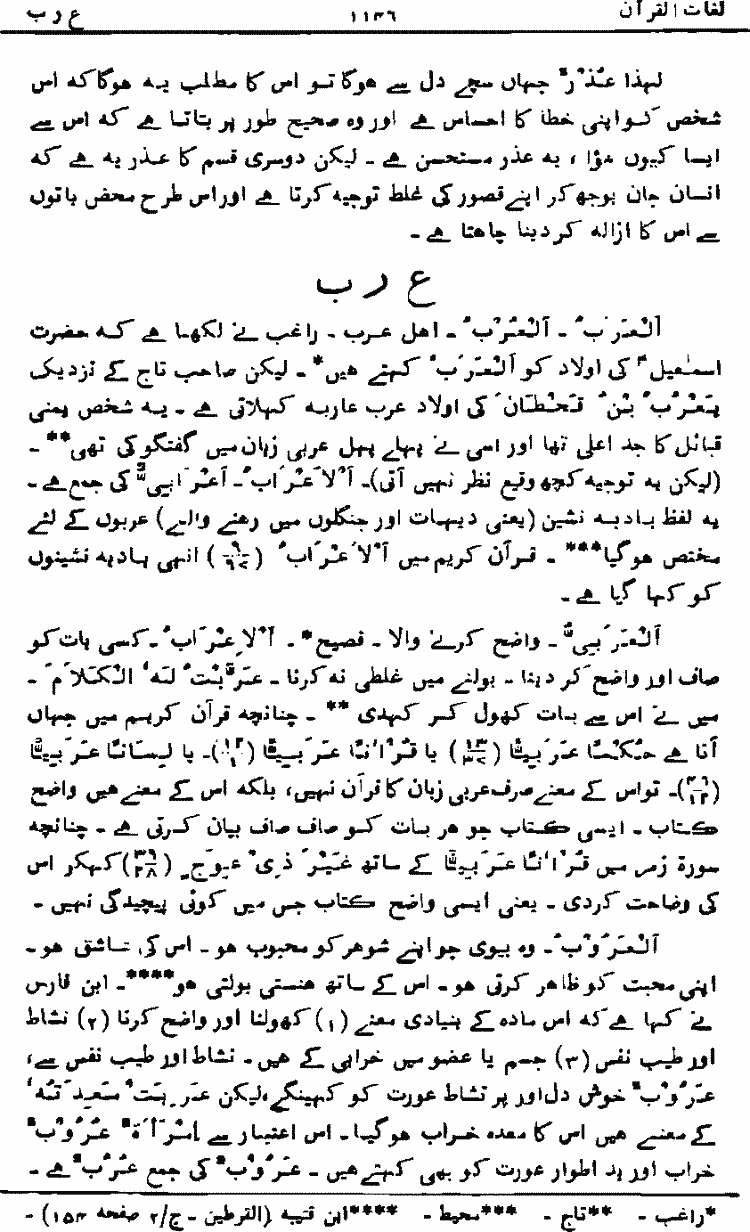 لغات القرآن ۱۱۴۶ ع ر ب
لہذا عُذْرٌ جہاں سچے دل سے ہوگا تو اس کا مطلب یہ ہوگا کہ اس
شخص کو اپنی خطا کا احساس ہے اور وہ صحیح طور پر بتاتا ہے کہ اس سے
ایسا کیوں ہؤا، یہ عذر مستحسن ہے ۔ لیکن دوسری قسم کا عذر یہ ہے کہ
انسان جان بوجھ کر اپنے قصور کی غلط توجیہ کرتا ہے اور اس طرح محض باتوں
سے اس کا ازالہ کر دینا چاہتا ہے ۔
ع ر ب
اَلْعَرَبُ ۔ اَلْعُرْبُ ۔ اہل عرب ۔ راغب نے لکھا ہے کہ حضرت
اسمٰعیل ؑ کی اولاد کو اَلْعَرَبُ کہتے ہیں* ۔ لیکن صاحب تاج کے نزدیک
یَعْرُبُ بْنُ قَحْطَانَ کی اولاد عرب عاربہ کہلاتی ہے ۔ یہ شخص یمنی
قبائل کا جد اعلی تھا اور اسی نے پہلے پہل عربی زبان میں گفتگو کی تھی** ۔
(لیکن یہ توجیہ کچھ وقیع نظر نہیں آتی)۔ اَلْاَعْرَابُ ۔ اَعْرَابِیٌّ کی جمع ہے ۔
یہ لفظ بادیہ نشین (یعنی دیہات اور جنگلوں میں رہنے والے) عربوں کے لئے
مختص ہوگیا*** ۔ قرآن کریم میں اَلْاَعْرَابُ (۹/۹۷) انہی بادیہ نشینوں
کو کہا گیا ہے ۔
اَلْعَرَبِیُّ ۔ واضح کرنے والا ۔ فصیح* ۔ اَلْاِعْرَابُ ۔ کسی بات کو
صاف اور واضح کر دینا ۔ بولنے میں غلطی نہ کرنا ۔ عَرَّبْتُ لَہُ الْکَلَامَ ۔
میں نے اس سے بات کھول کر کہدی ** ۔ چنانچہ قرآن کریم میں جہاں
آتا ہے حُکْمًا عَرَبِیًّا (۱۳/۳۷) یا قُرْاٰنًا عَرَبِیًّا ۔ یا لِسَانًا عَرَبِیًّا
(۴۶/۱۲)۔ تو اس کے معنے صرف عربی زبان کا قرآن نہیں، بلکہ اس کے معنے ہیں واضح
کتاب ۔ ایسی کتاب جو ہر بات کو صاف صاف بیان کرتی ہے ۔ چنانچہ
سورۃ زمر میں قُرْاٰنًا عَرَبِیًّا کے ساتھ غَیْرَ ذِیْ عِوَجٍ (۳۹/۲۸) کہکر اس
کی وضاحت کردی ۔ یعنی ایسی واضح کتاب جس میں کوئی پیچیدگی نہیں ۔
اَلْعَرُوْبُ ۔ وہ بیوی جو اپنے شوہر کو محبوب ہو ۔ اس کی عاشق ہو ۔
اپنی محبت کو ظاہر کرتی ہو ۔ اس کے ساتھ ہنستی بولتی ہو**** ۔ ابن فارس
نے کہا ہے کہ اس مادہ کے بنیادی معنے (۱) کھولنا اور واضح کرنا (۲) نشاط
اور طیب نفس (۳) جسم یا عضو میں خرابی کے ہیں ۔ نشاط اور طیب نفس سے،
عَرُوْبٌ خوش دل اور پر نشاط عورت کو کہینگے، لیکن عَرِبَتْ مَعِدَتُہُ
کے معنے ہیں اس کا معدہ خراب ہوگیا ۔ اس اعتبار سے اِمْرَأَۃٌ عَرُوْبٌ
خراب اور بد اطوار عورت کو بھی کہتے ہیں ۔ عَرُوْبٌ کی جمع عُرُبٌ ہے ۔
*راغب ۔ **تاج ۔ ***محیط ۔ ****ابن قتیبہ (القرطین ۔ ج/۲ صفحہ ۱۵۴) ۔